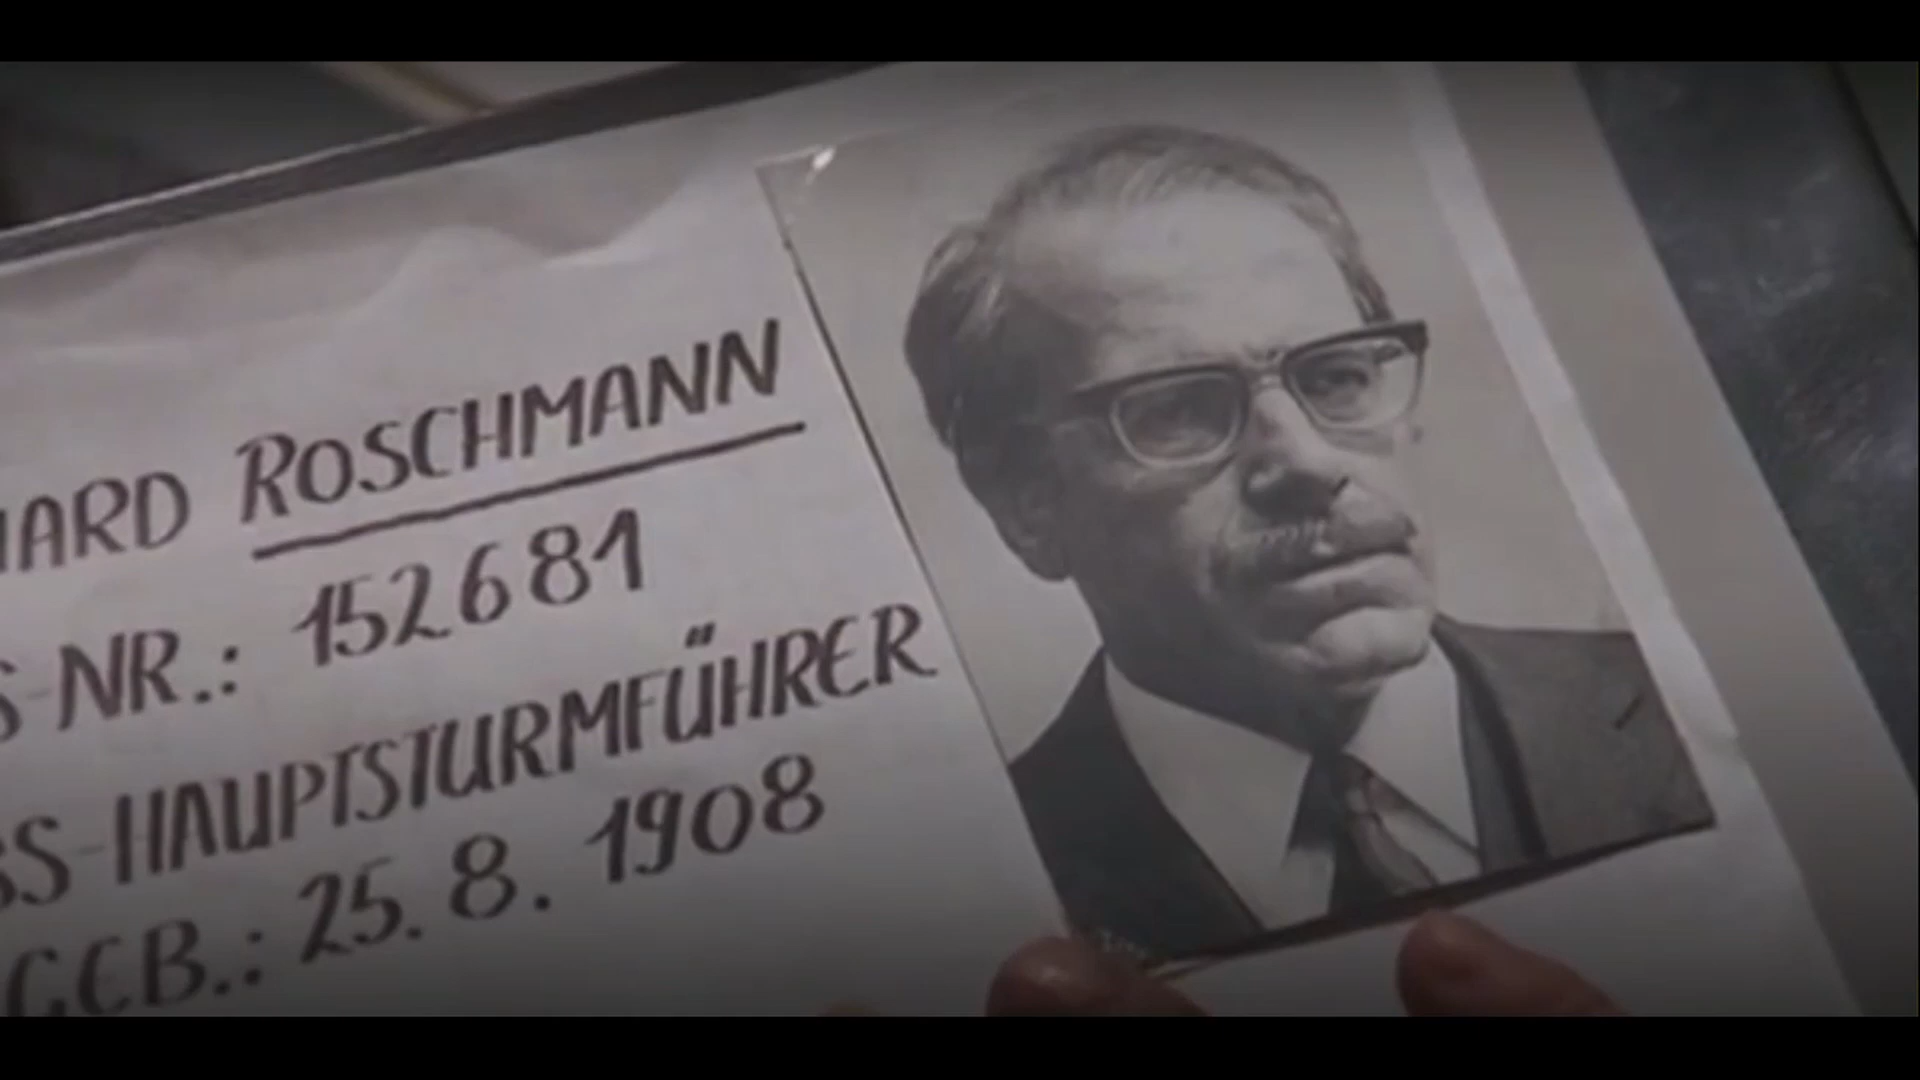 HARD ROSCHMANN
S-NR.: 152681
SS-HAUPTSTURMFÜHRER
GEB.: 25. 8. 1908